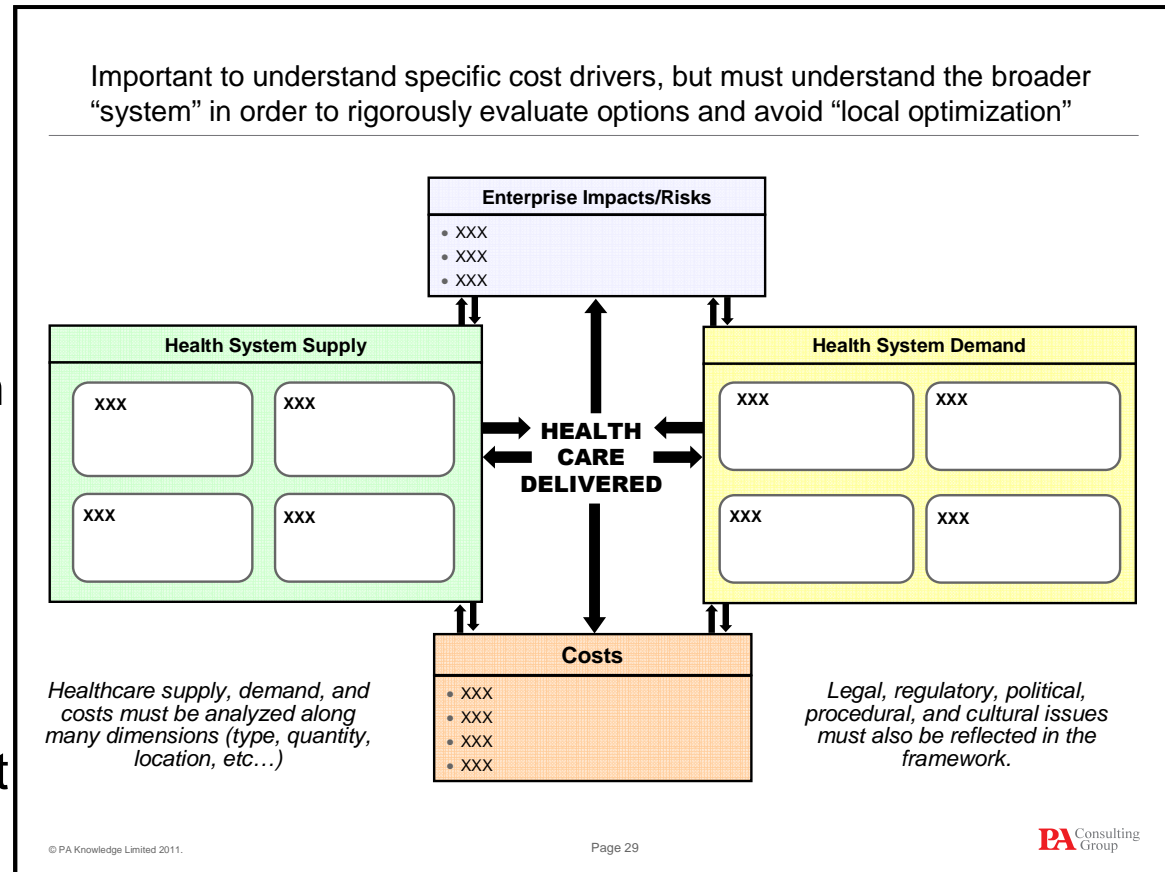 Important to understand specific cost drivers, but must understand the broader
“system” in order to rigorously evaluate options and avoid “local optimization”
Enterprise Impacts/Risks
• XXX
• XXX
• XXX
Health System Supply
XXX
XXX
XXX
XXX
HEALTH
CARE
DELIVERED
Health System Demand
XXX
XXX
XXX
XXX
Costs
• XXX
• XXX
• XXX
• XXX
Healthcare supply, demand, and
costs must be analyzed along
many dimensions (type, quantity,
location, etc…)
Legal, regulatory, political,
procedural, and cultural issues
must also be reflected in the
framework.
© PA Knowledge Limited 2011.
Page 29
PA Consulting
Group